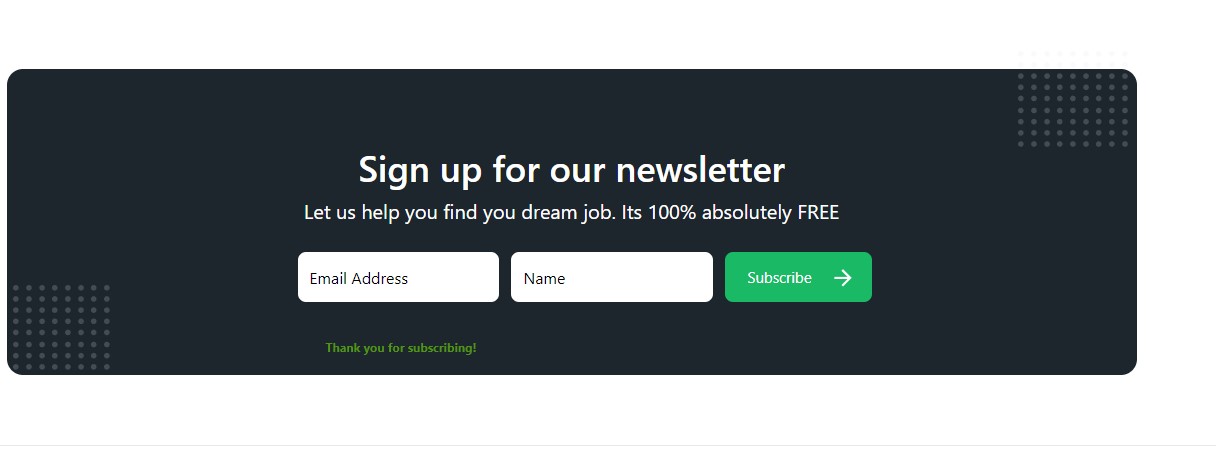 Sign up for our newsletter
Let us help you find you dream job. Its 100% absolutely FREE
Email Address Name Subscribe
Thank you for subscribing!